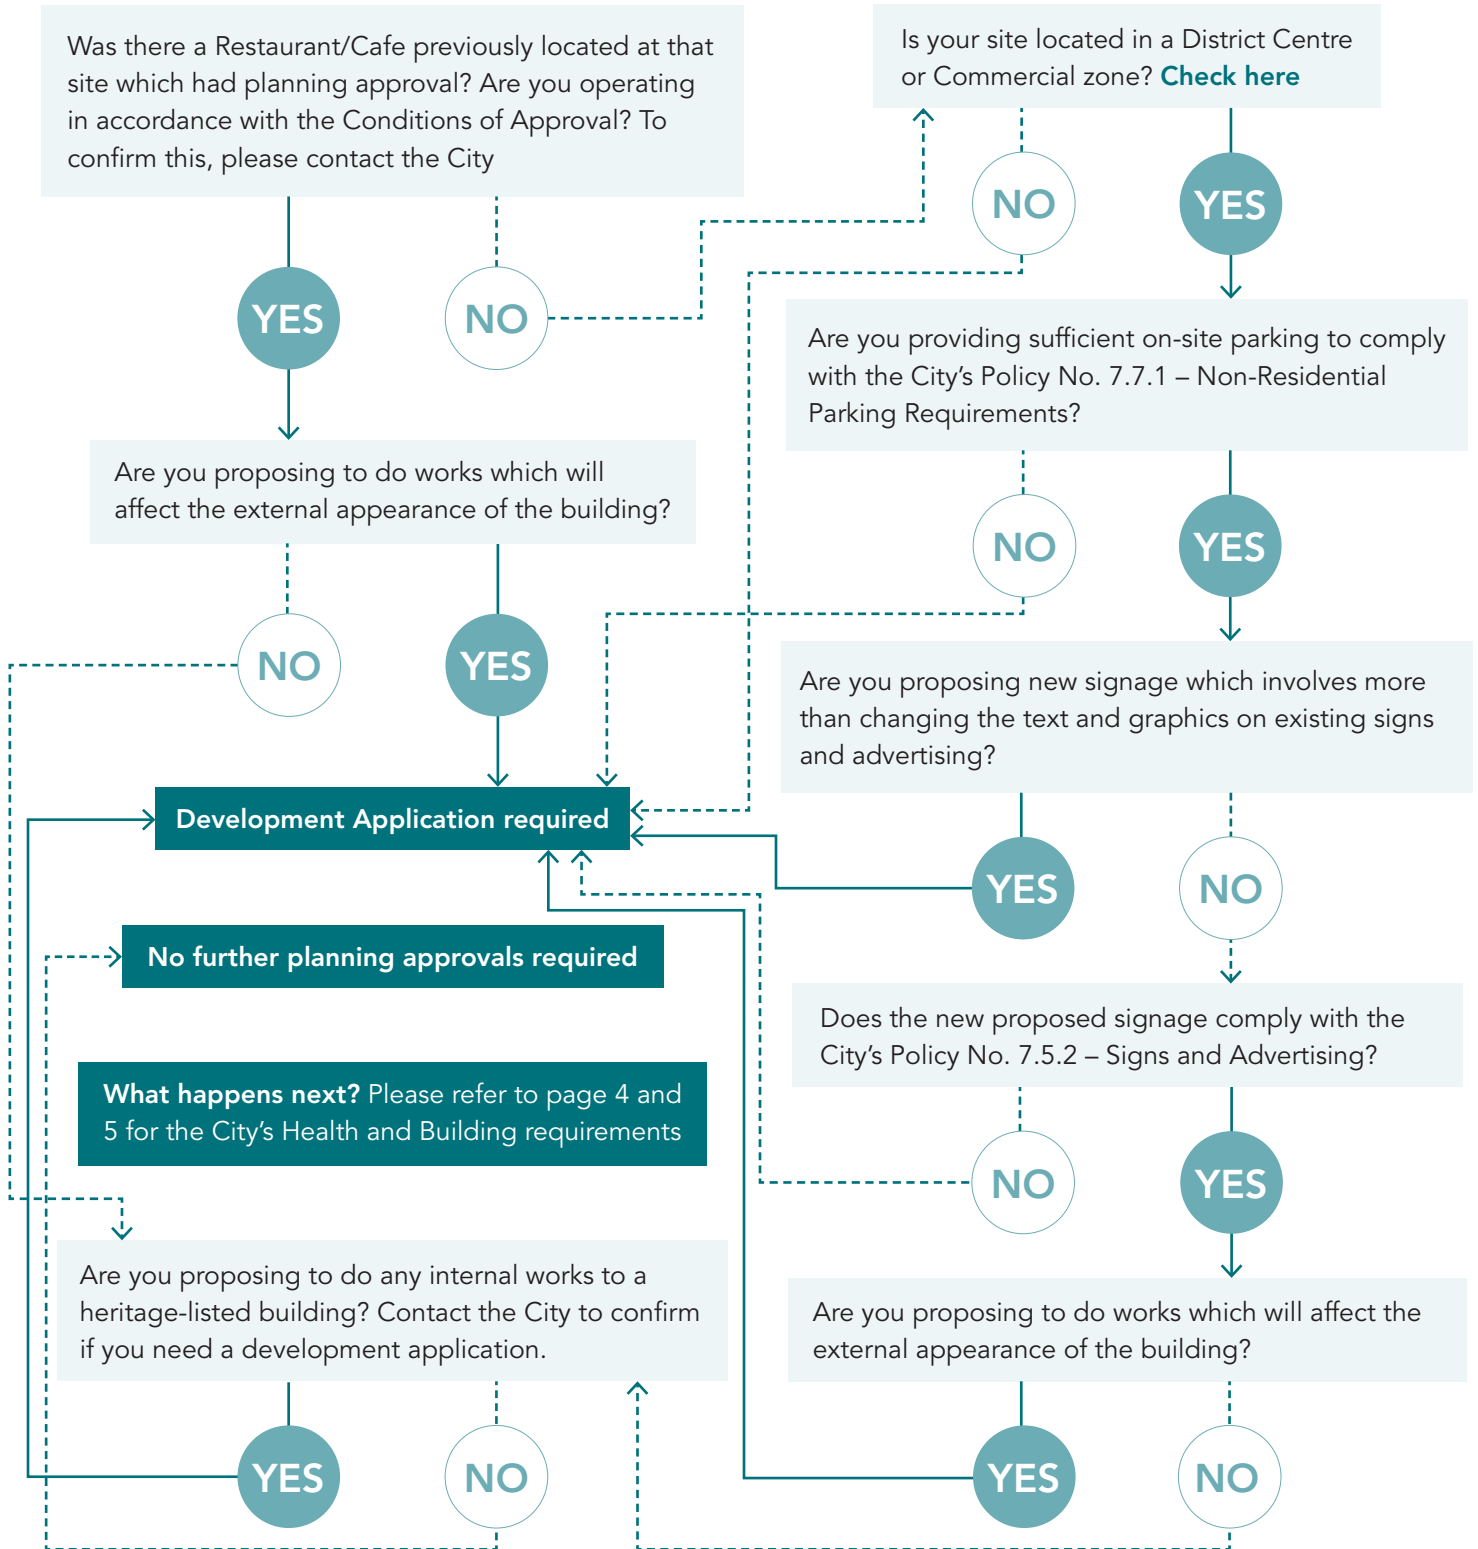 Was there a Restaurant/Cafe previously located at that
site which had planning approval? Are you operating
in accordance with the Conditions of Approval? To
confirm this, please contact the City
YES
NO
Are you proposing to do works which will
affect the external appearance of the building?
NO
YES
Development Application required
No further planning approvals required
What happens next? Please refer to page 4 and
5 for the City’s Health and Building requirements
Are you proposing to do any internal works to a
heritage-listed building? Contact the City to confirm
if you need a development application.
YES
NO
Is your site located in a District Centre
or Commercial zone? Check here
NO
YES
Are you providing sufficient on-site parking to comply
with the City’s Policy No. 7.7.1 – Non-Residential
Parking Requirements?
NO
YES
Are you proposing new signage which involves more
than changing the text and graphics on existing signs
and advertising?
YES
NO
Does the new proposed signage comply with the
City’s Policy No. 7.5.2 – Signs and Advertising?
NO
YES
Are you proposing to do works which will affect the
external appearance of the building?
YES
NO